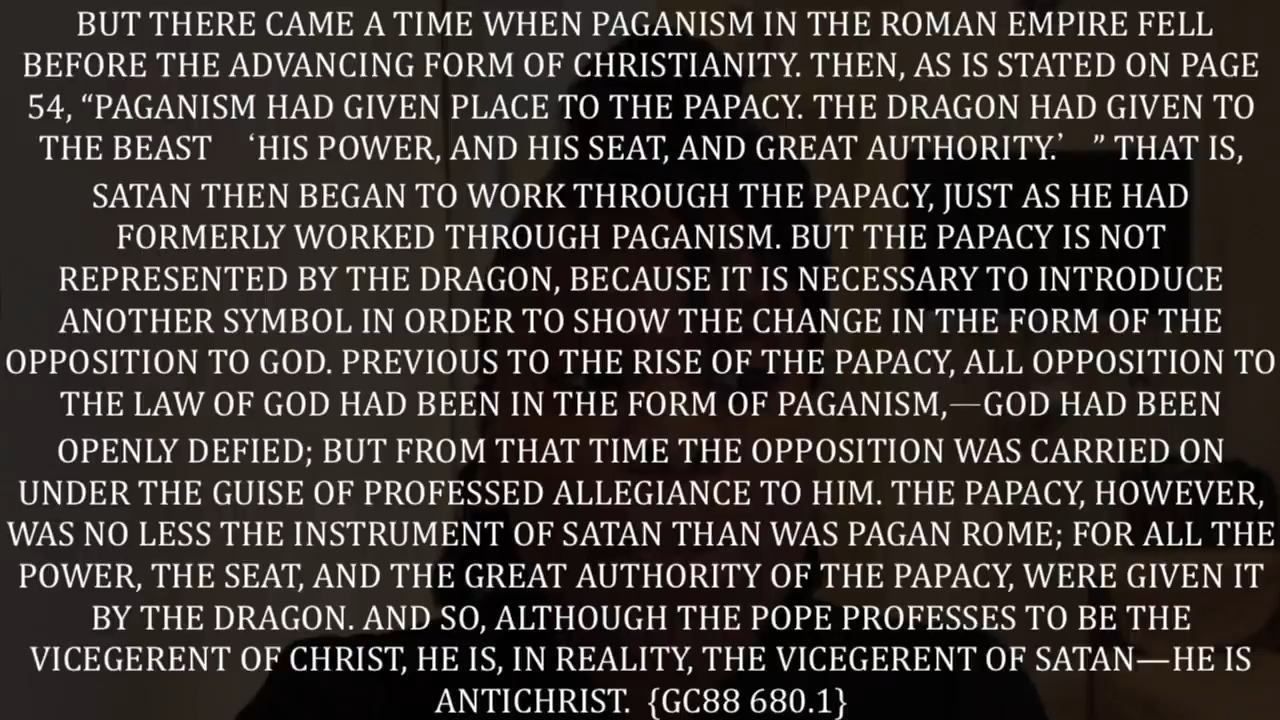 BUT THERE CAME A TIME WHEN PAGANISM IN THE ROMAN EMPIRE FELL
BEFORE THE ADVANCING FORM OF CHRISTIANITY. THEN, AS IS STATED ON PAGE
54, “PAGANISM HAD GIVEN PLACE TO THE PAPACY. THE DRAGON HAD GIVEN TO
THE BEAST ‘HIS POWER, AND HIS SEAT, AND GREAT AUTHORITY.’ ” THAT IS,
SATAN THEN BEGAN TO WORK THROUGH THE PAPACY, JUST AS HE HAD
FORMERLY WORKED THROUGH PAGANISM. BUT THE PAPACY IS NOT
REPRESENTED BY THE DRAGON, BECAUSE IT IS NECESSARY TO INTRODUCE
ANOTHER SYMBOL IN ORDER TO SHOW THE CHANGE IN THE FORM OF THE
OPPOSITION TO GOD. PREVIOUS TO THE RISE OF THE PAPACY, ALL OPPOSITION TO
THE LAW OF GOD HAD BEEN IN THE FORM OF PAGANISM,—GOD HAD BEEN
OPENLY DEFIED; BUT FROM THAT TIME THE OPPOSITION WAS CARRIED ON
UNDER THE GUISE OF PROFESSED ALLEGIANCE TO HIM. THE PAPACY, HOWEVER,
WAS NO LESS THE INSTRUMENT OF SATAN THAN WAS PAGAN ROME; FOR ALL THE
POWER, THE SEAT, AND THE GREAT AUTHORITY OF THE PAPACY, WERE GIVEN IT
BY THE DRAGON. AND SO, ALTHOUGH THE POPE PROFESSES TO BE THE
VICEGERENT OF CHRIST, HE IS, IN REALITY, THE VICEGERENT OF SATAN—HE IS
ANTICHRIST. {GC88 680.1}